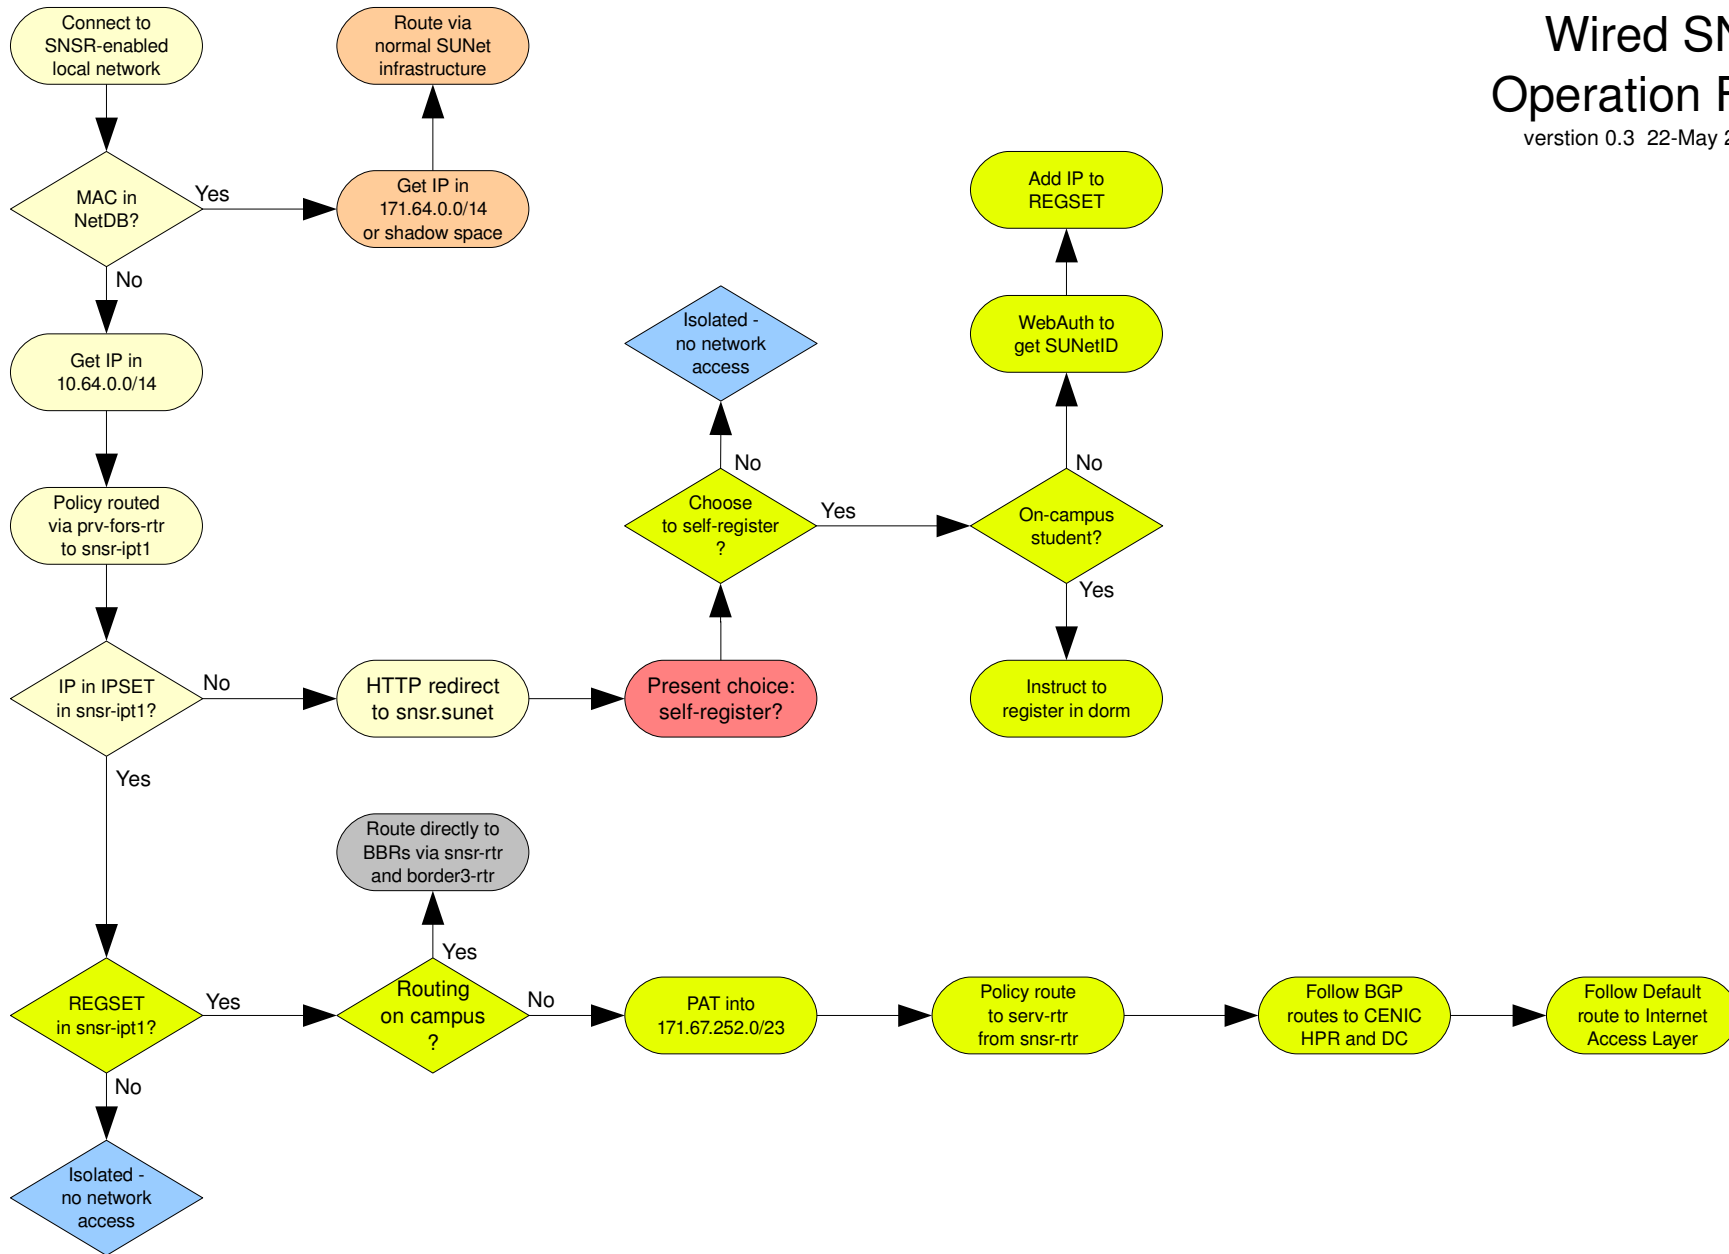 Wired SN
Operation
verstion 0.3 22-May 2
Connect to
SNSR-enabled
local network
Route via
normal SUNet
infrastructure
MAC in
NetDB?
Yes
Get IP in
171.64.0.0/14
or shadow space
No
Get IP in
10.64.0.0/14
Policy routed
via prv-fors-rtr
to snsr-ipt1
IP in IPSET
in snsr-ipt1?
No
HTTP redirect
to snsr.sunet
Present choice:
self-register?
Choose
to self-register
?
No
Isolated -
no network
access
Yes
On-campus
student?
No
WebAuth to
get SUNetID
Add IP to
REGSET
Yes
Instruct to
register in dorm
Yes
REGSET
in snsr-ipt1?
Yes
Routing
on campus
?
Yes
Route directly to
BBRs via snsr-rtr
and border3-rtr
No
PAT into
171.67.252.0/23
Policy route
to serv-rtr
from snsr-rtr
Follow BGP
routes to CENIC
HPR and DC
Follow Default
route to Internet
Access Layer
No
Isolated -
no network
access